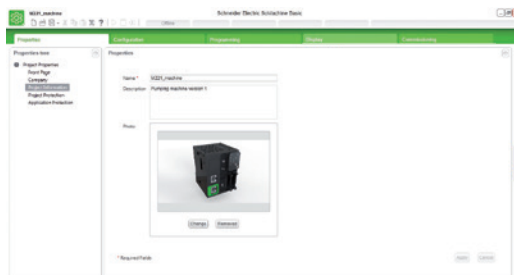 M221_machine
Schneider Electric SoMachine Basic
Offline
Properties
Configuration
Programming
Display
Commissioning
Properties tree
Properties
Project Properties
Front Page
Company
Project Information
Project Protection
Application Protection
Name *
M221_machine
Description
Pumping machine version 1
Photo
Change
Removed
* Required Fields
Apply
Cancel